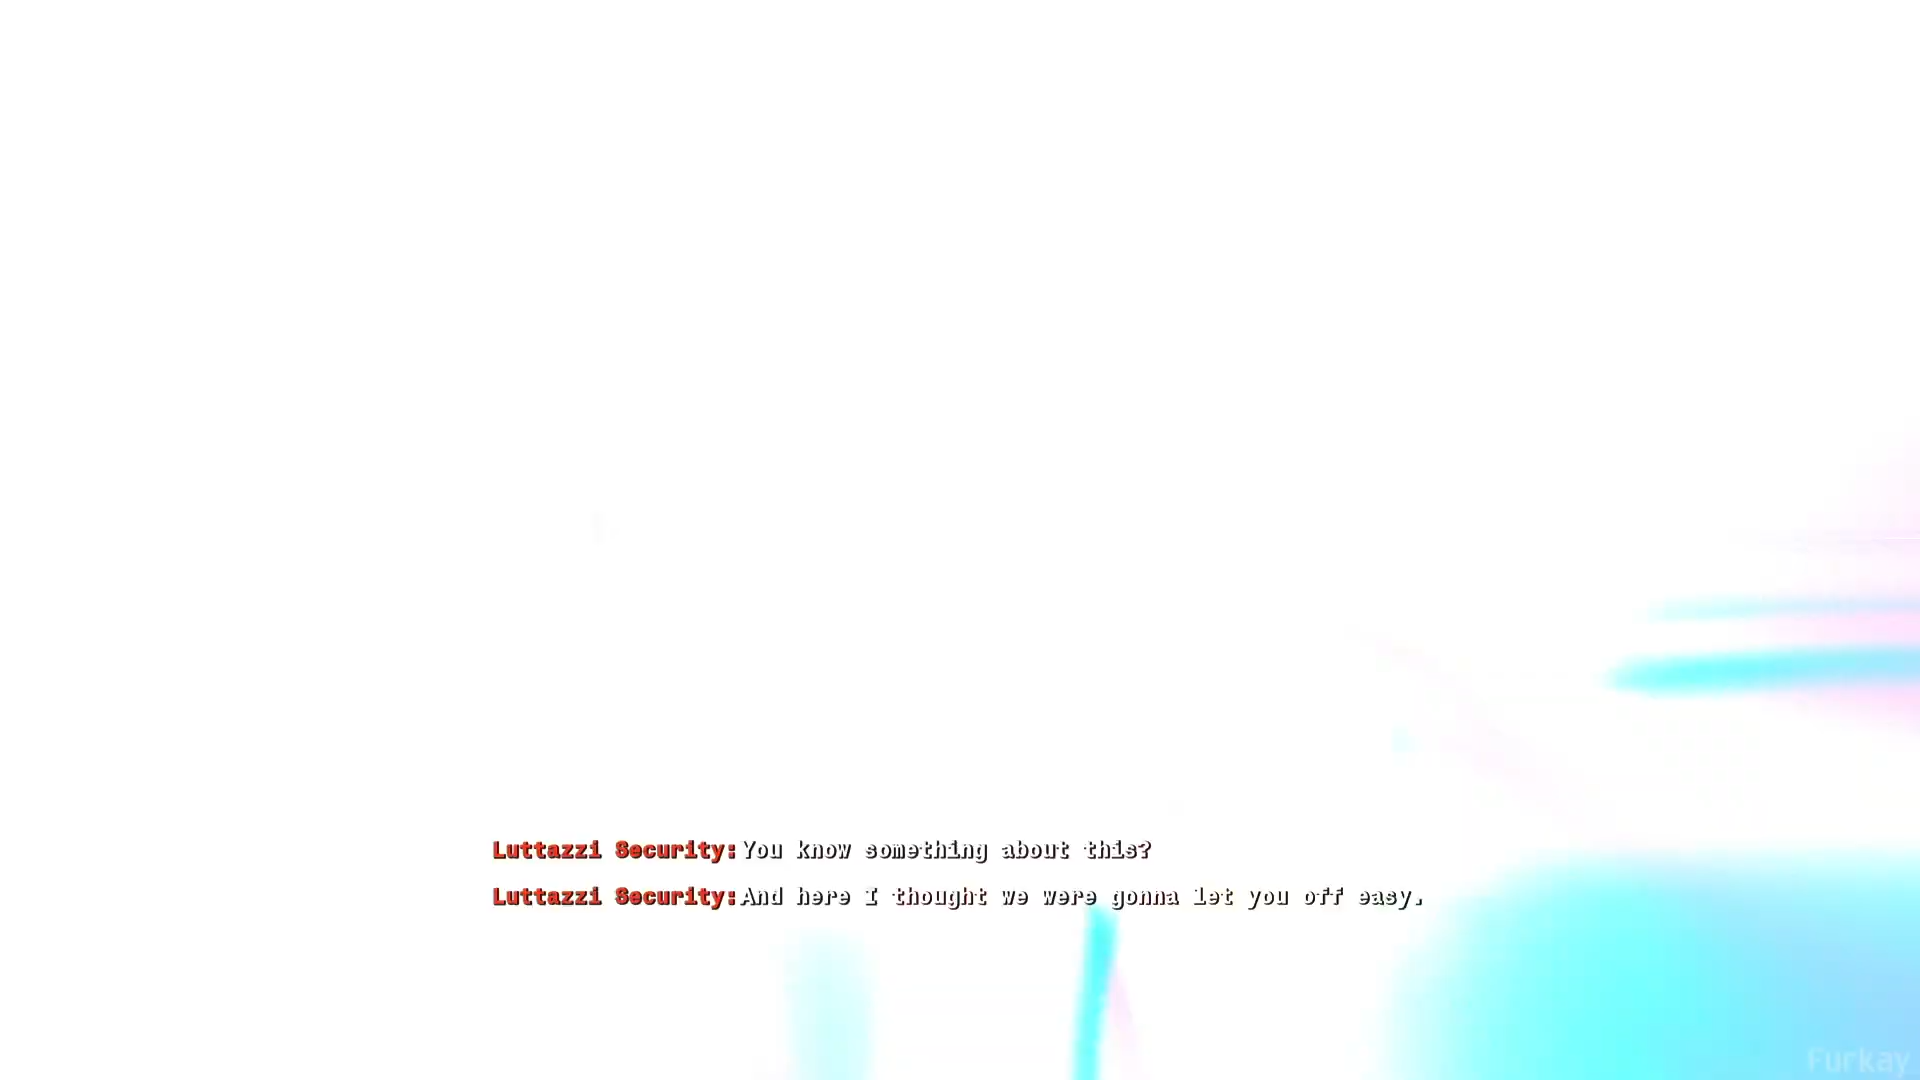 Luttazzi Security: You know something about this?
Luttazzi Security: And here I thought we were gonna let you off easy.
Furkay